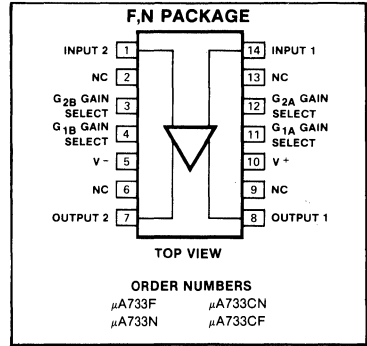 F,N PACKAGE
INPUT 2 1 14 INPUT 1
NC 2 13 NC
G2B GAIN SELECT 3 12 G2A GAIN SELECT
G1B GAIN SELECT 4 11 G1A GAIN SELECT
V- 5 10 V+
NC 6 9 NC
OUTPUT 2 7 8 OUTPUT 1
TOP VIEW
ORDER NUMBERS
μA733F μA733CN
μA733N μA733CF